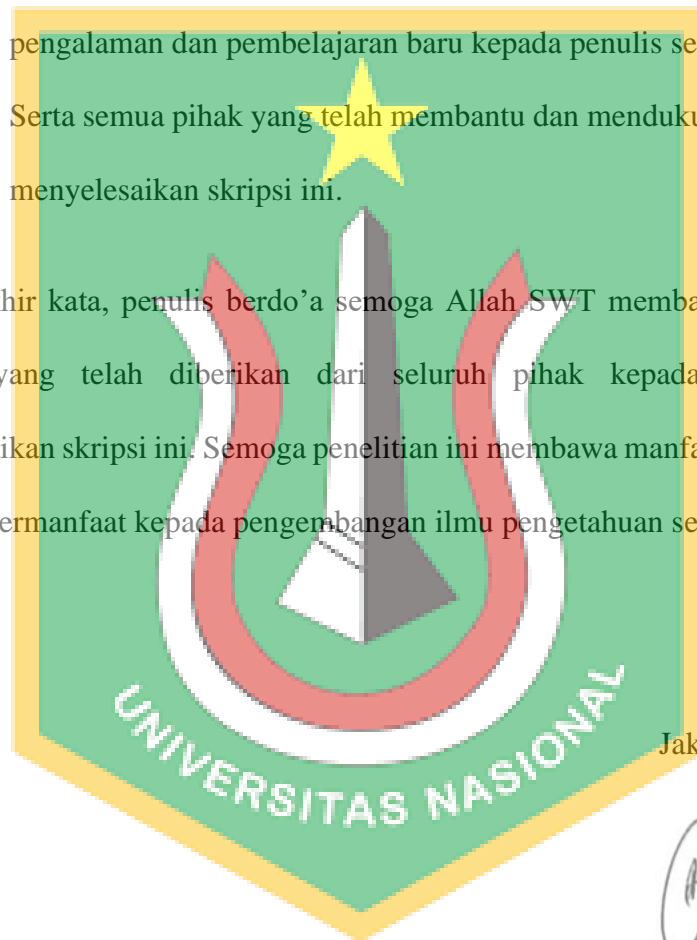 pengalaman dan pembelajaran baru kepada penulis se
Serta semua pihak yang telah membantu dan menduku
menyelesaikan skripsi ini.
hir kata, penulis berdo’a semoga Allah SWT memba
yang telah diberikan dari seluruh pihak kepada
ikan skripsi ini. Semoga penelitian ini membawa manfa
ermanfaat kepada pengembangan ilmu pengetahuan se
Jak
UNIVERSITAS NASIONAL